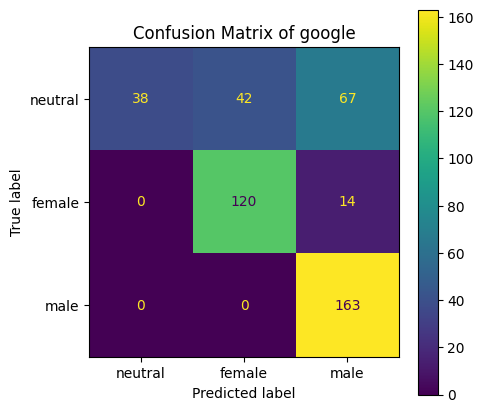 Confusion Matrix of google
True label
neutral
female
male
38 42 67
0 120 14
0 0 163
neutral female male
Predicted label
160
140
120
100
80
60
40
20
0